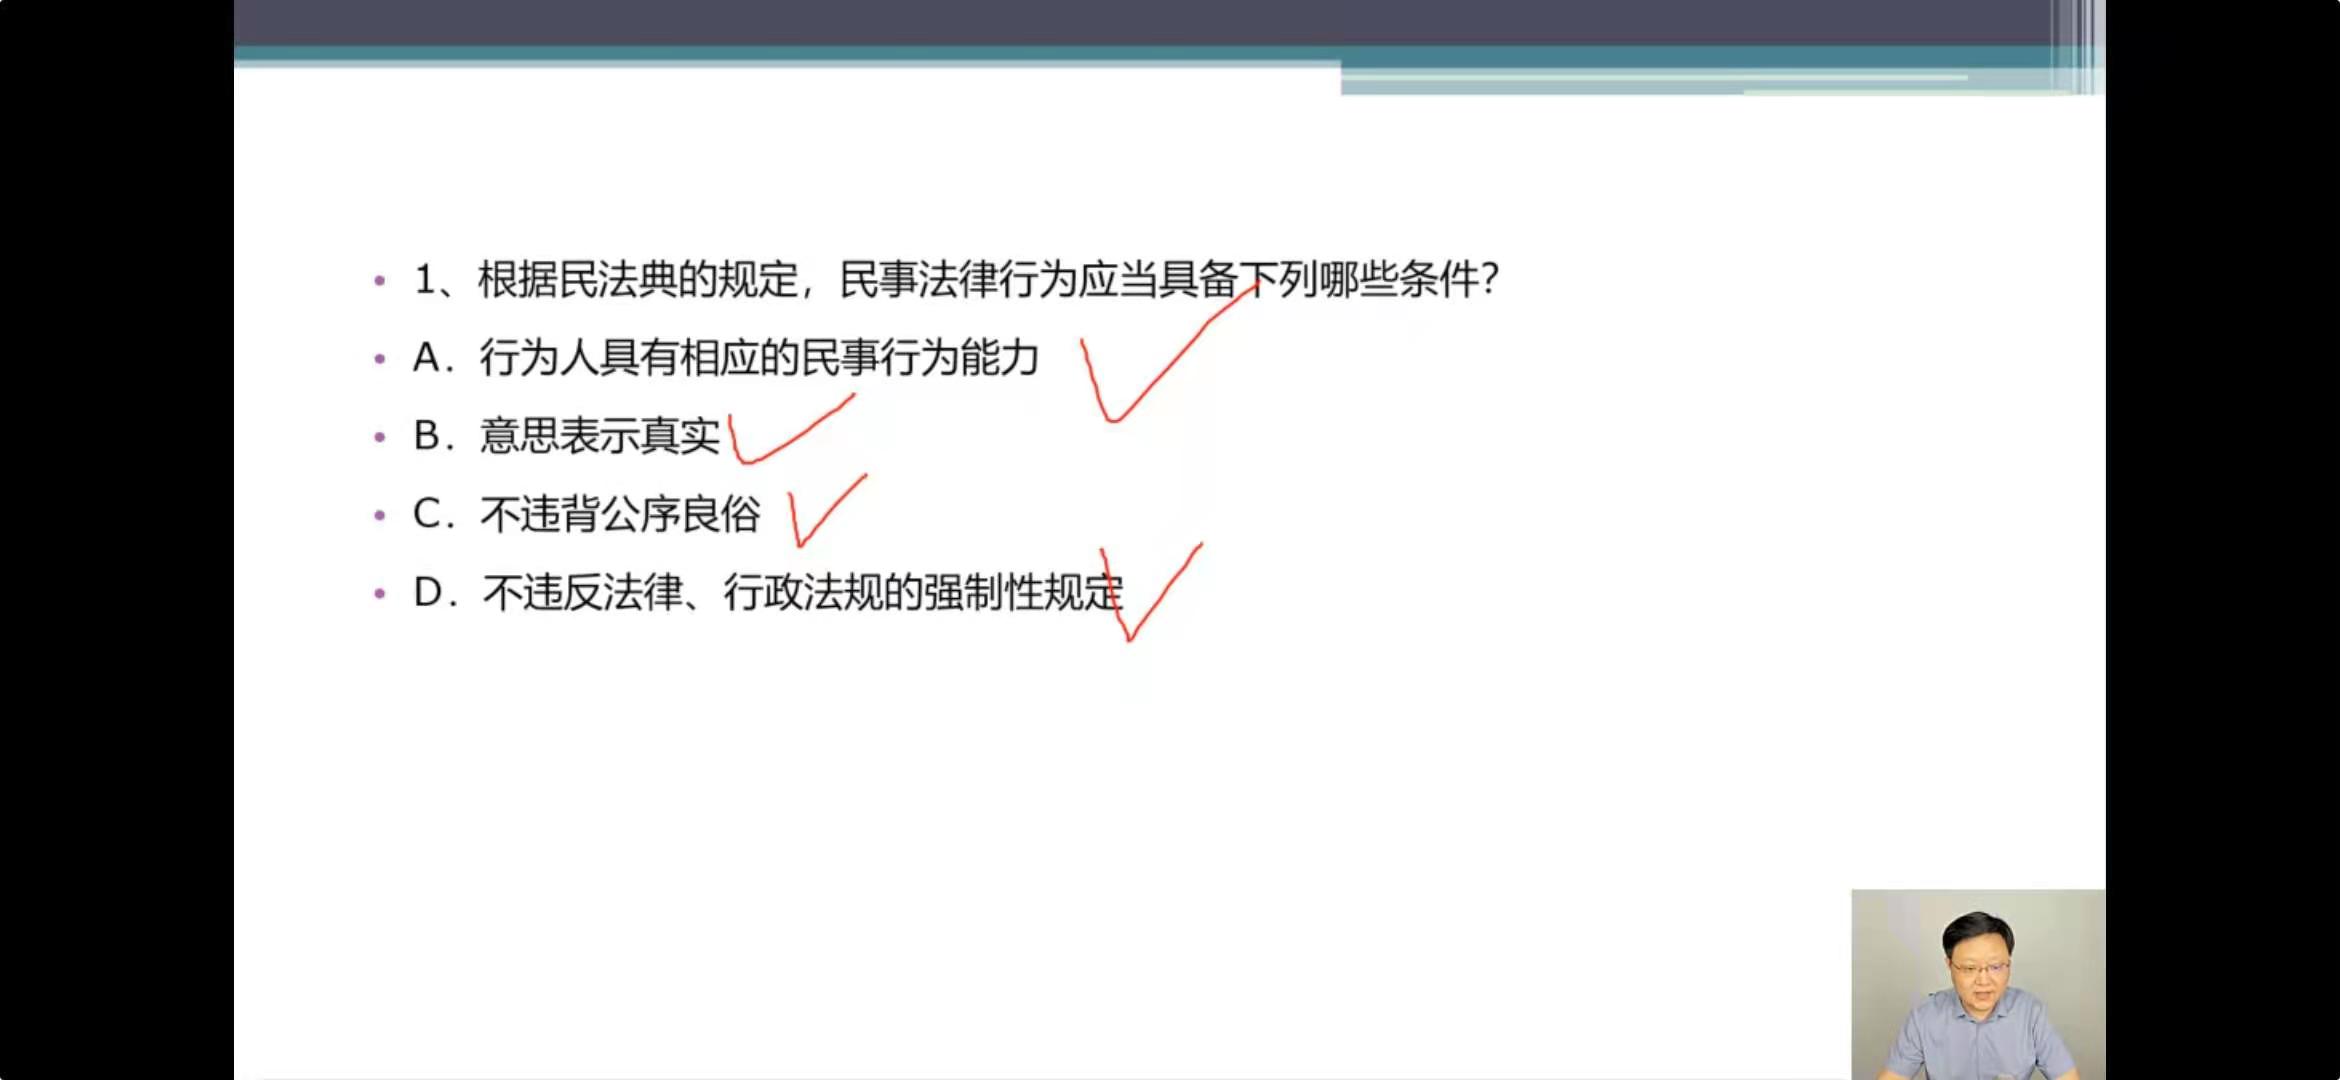 1、根据民法典的规定，民事法律行为应当具备下列哪些条件？
A．行为人具有相应的民事行为能力
B．意思表示真实
C．不违背公序良俗
D．不违反法律、行政法规的强制性规定